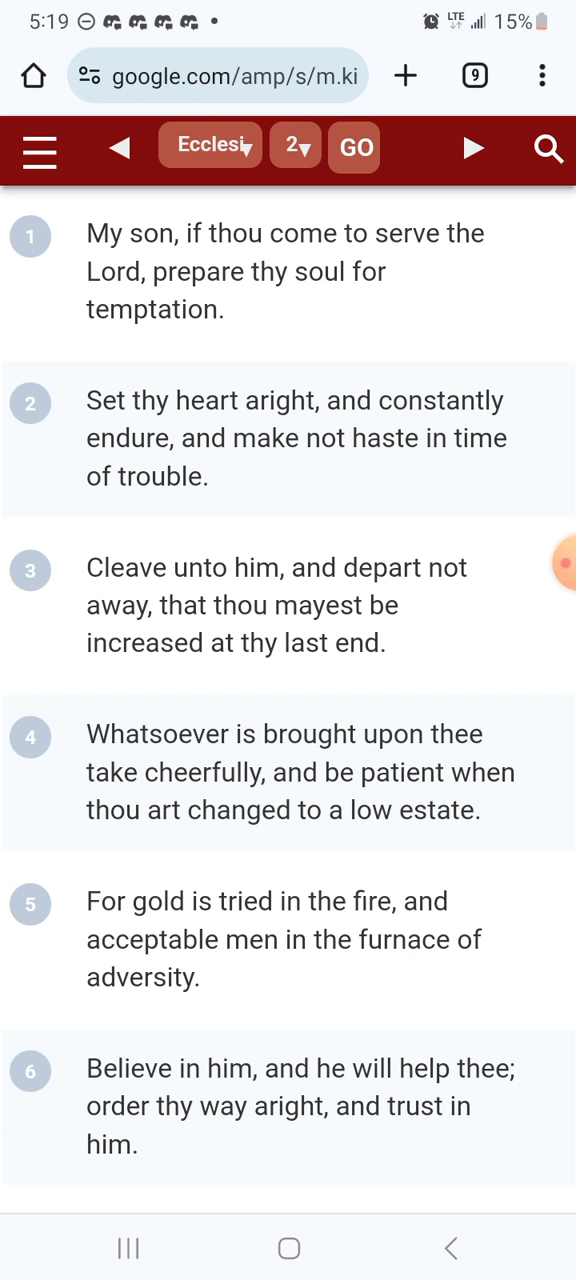 5:19
LTE
15%
google.com/amp/s/m.ki
9
Ecclesi
2
GO
1
My son, if thou come to serve the
Lord, prepare thy soul for
temptation.
2
Set thy heart aright, and constantly
endure, and make not haste in time
of trouble.
3
Cleave unto him, and depart not
away, that thou mayest be
increased at thy last end.
4
Whatsoever is brought upon thee
take cheerfully, and be patient when
thou art changed to a low estate.
5
For gold is tried in the fire, and
acceptable men in the furnace of
adversity.
6
Believe in him, and he will help thee;
order thy way aright, and trust in
him.